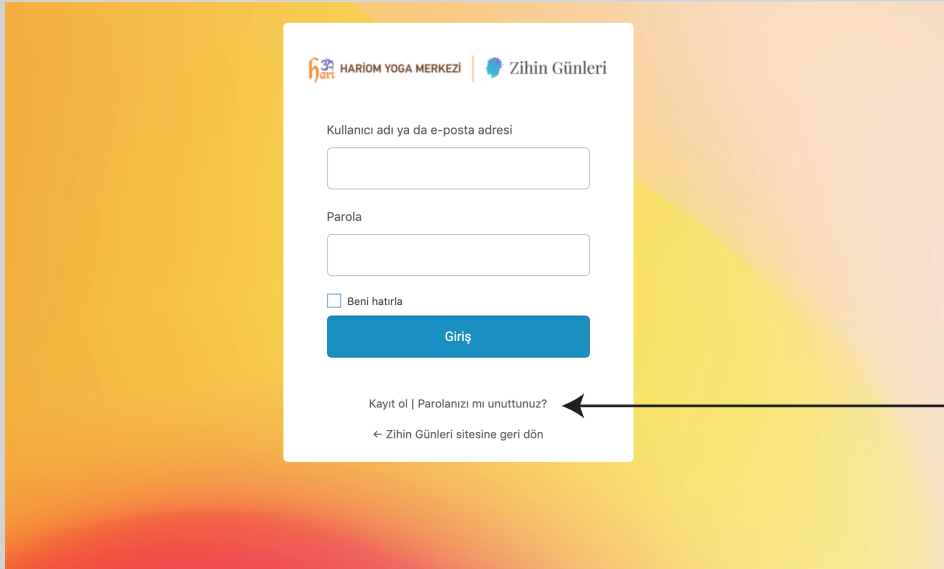 hari HARİOM YOGA MERKEZİ | Zihin Günleri
Kullanıcı adı ya da e-posta adresi
Parola
Beni hatırla
Giriş
Kayıt ol | Parolanızı mı unuttunuz?
← Zihin Günleri sitesine geri dön